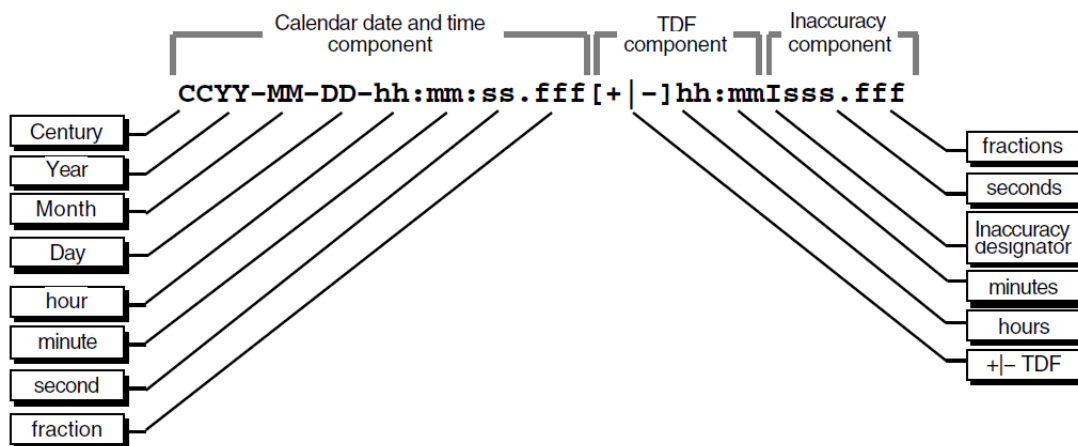 Calendar date and time
component
TDF
component
Inaccuracy
component
CCYY-MM-DD-hh:mm:ss.fff[+|-]hh:mmIsss.fff
Century
Year
Month
Day
hour
minute
second
fraction
fractions
seconds
Inaccuracy
designator
minutes
hours
+|– TDF